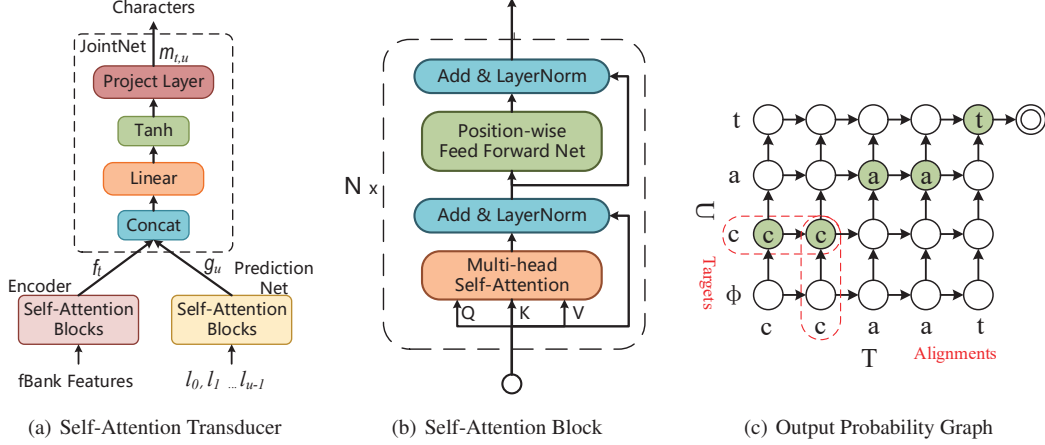 Characters
JointNet
m_{t,u}
Project Layer
Tanh
Linear
Concat
f_t
g_u
Encoder
Prediction
Net
Self-Attention
Blocks
Self-Attention
Blocks
fBank Features
l_0, l_1 ... l_{u-1}
(a) Self-Attention Transducer
Add & LayerNorm
Position-wise
Feed Forward Net
N x
Add & LayerNorm
Multi-head
Self-Attention
Q K V
(b) Self-Attention Block
t t
a a a
U
c c c
Targets
ϕ
c c a a t
T Alignments
(c) Output Probability Graph